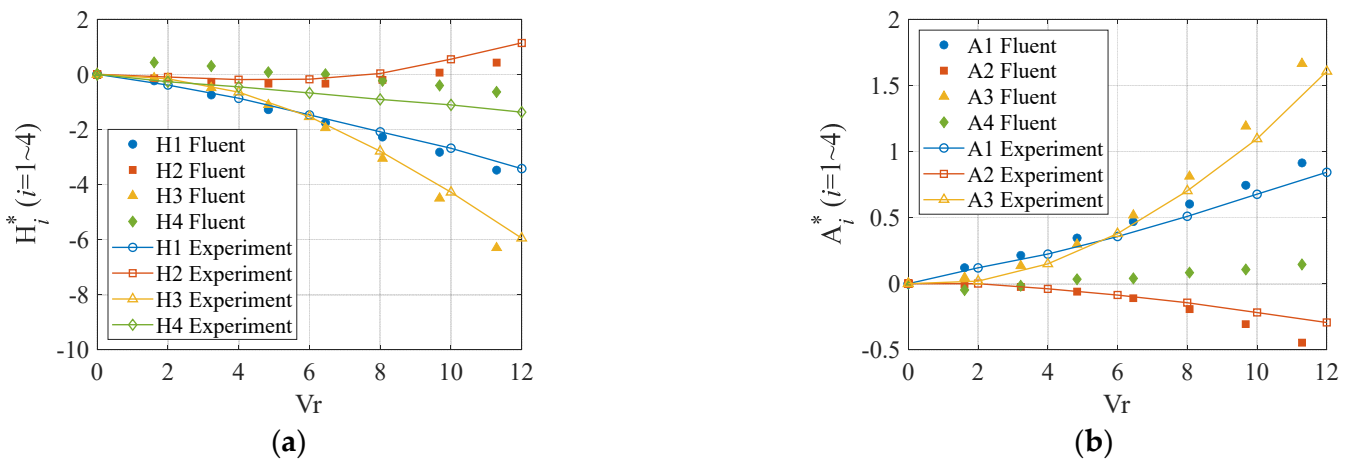 2
0
-2
-4
-6
-8
-10
H*i (i=1~4)
H1 Fluent
H2 Fluent
H3 Fluent
H4 Fluent
H1 Experiment
H2 Experiment
H3 Experiment
H4 Experiment
0 2 4 6 8 10 12
Vr
(a)
2
1.5
1
0.5
0
-0.5
A*i (i=1~4)
A1 Fluent
A2 Fluent
A3 Fluent
A4 Fluent
A1 Experiment
A2 Experiment
A3 Experiment
0 2 4 6 8 10 12
Vr
(b)